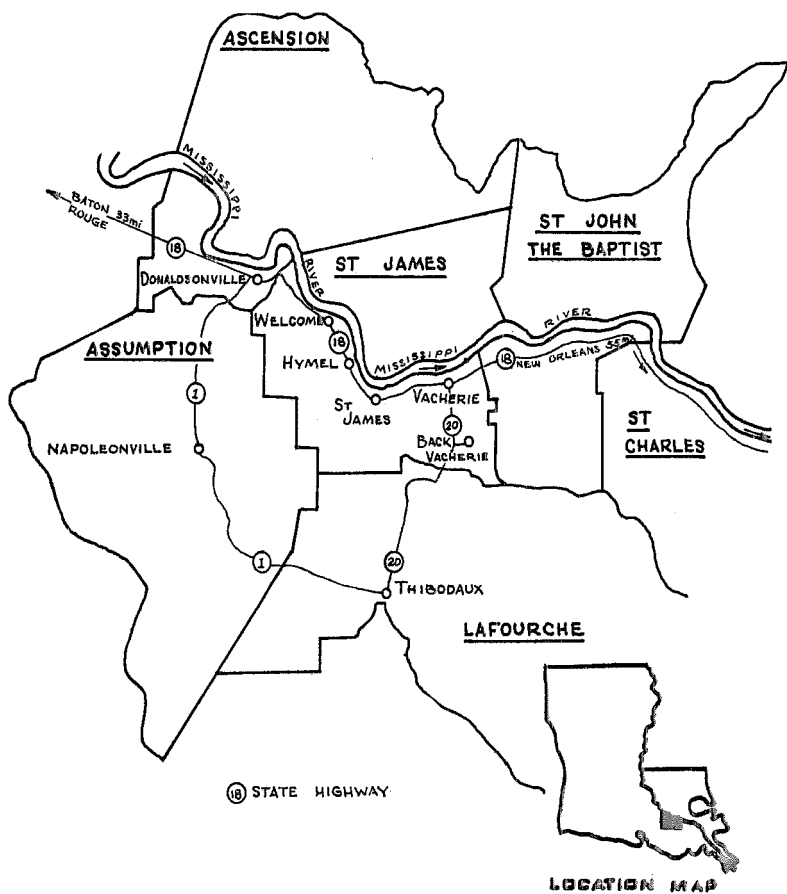 ASCENSION
MISSISSIPPI
RIVER
BATON 33mi
ROUGE
18
DONALDSONVILLE
ST JAMES
ST JOHN
THE BAPTIST
WELCOME
18
HYMEL
MISSISSIPPI
RIVER
18
NEW ORLEANS 55mi
ST
JAMES
VACHERIE
20
BACK
VACHERIE
ST
CHARLES
ASSUMPTION
1
NAPOLEONVILLE
1
20
THIBODAUX
LAFOURCHE
18 STATE HIGHWAY
LOCATION MAP